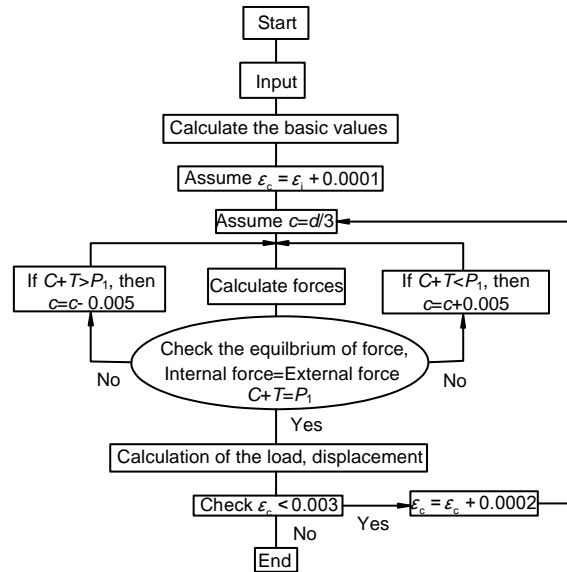 Start
Input
Calculate the basic values
Assume εc = εi + 0.0001
Assume c=d/3
If C+T>P1, then
c=c- 0.005
Calculate forces
If C+T<P1, then
c=c+0.005
Check the equilbrium of force,
Internal force=External force
C+T=P1
No
No
Yes
Calculation of the load, displacement
Check εc < 0.003
Yes
εc = εc + 0.0002
No
End